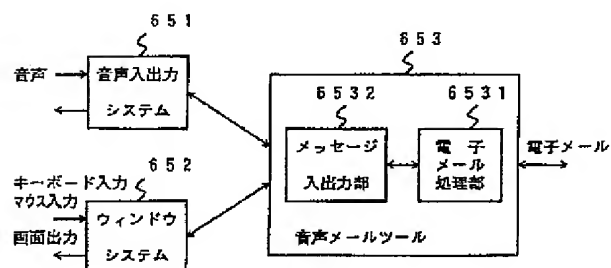 651
音声
音声入出力
システム
653
6532
6531
メッセージ
入出力部
電子
メール
処理部
電子メール
音声メールツール
652
キーボード入力
マウス入力
画面出力
ウィンドウ
システム